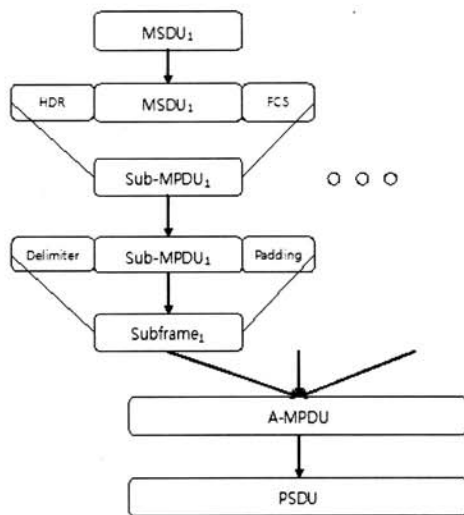 MSDU₁
HDR MSDU₁ FCS
Sub-MPDU₁
Delimiter Sub-MPDU₁ Padding
Subframe₁
A-MPDU
PSDU